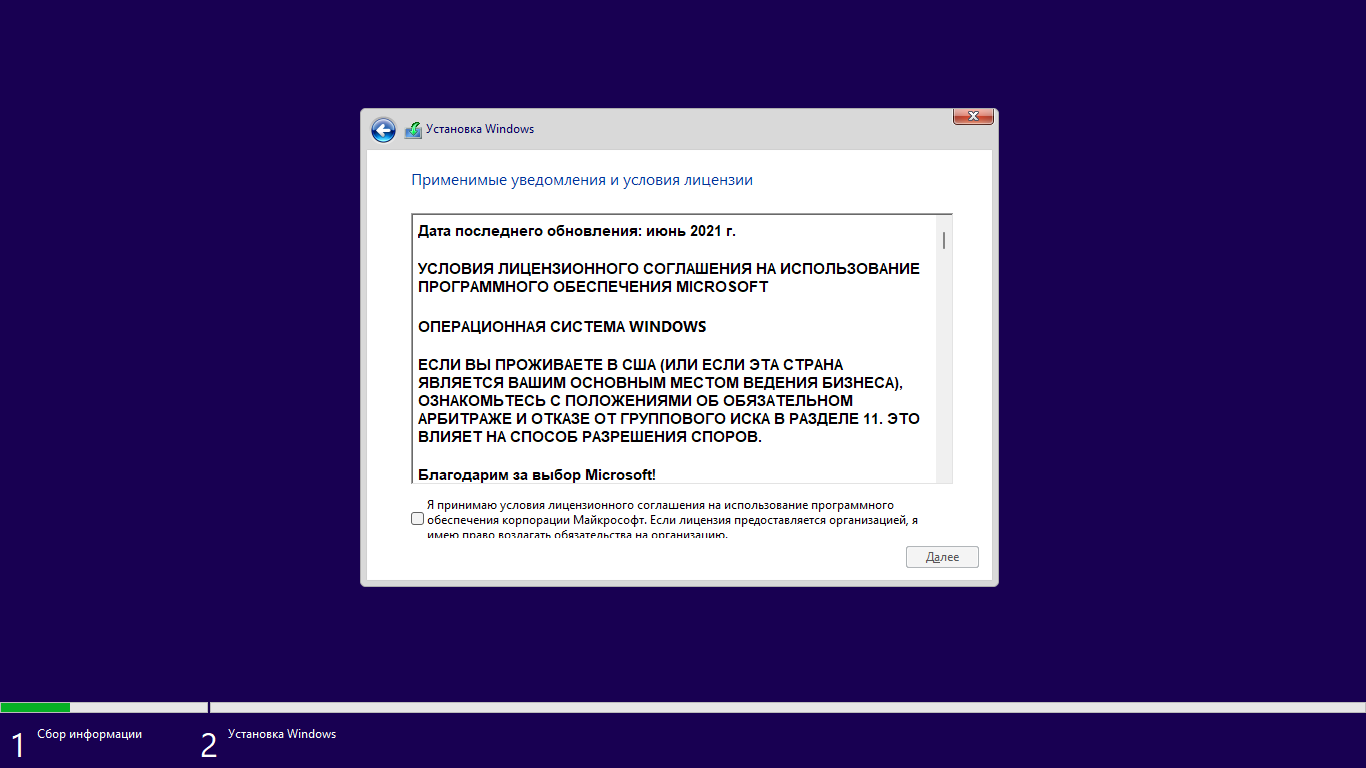 Установка Windows
Применимые уведомления и условия лицензии
Дата последнего обновления: июнь 2021 г.
УСЛОВИЯ ЛИЦЕНЗИОННОГО СОГЛАШЕНИЯ НА ИСПОЛЬЗОВАНИЕ
ПРОГРАММНОГО ОБЕСПЕЧЕНИЯ MICROSOFT
ОПЕРАЦИОННАЯ СИСТЕМА WINDOWS
ЕСЛИ ВЫ ПРОЖИВАЕТЕ В США (ИЛИ ЕСЛИ ЭТА СТРАНА
ЯВЛЯЕТСЯ ВАШИМ ОСНОВНЫМ МЕСТОМ ВЕДЕНИЯ БИЗНЕСА),
ОЗНАКОМЬТЕСЬ С ПОЛОЖЕНИЯМИ ОБ ОБЯЗАТЕЛЬНОМ
АРБИТРАЖЕ И ОТКАЗЕ ОТ ГРУППОВОГО ИСКА В РАЗДЕЛЕ 11. ЭТО
ВЛИЯЕТ НА СПОСОБ РАЗРЕШЕНИЯ СПОРОВ.
Благодарим за выбор Microsoft!
Я принимаю условия лицензионного соглашения на использование программного
обеспечения корпорации Майкрософт. Если лицензия предоставляется организацией, я
имею право возлагать обязательства на организацию.
Далее
1 Сбор информации
2 Установка Windows